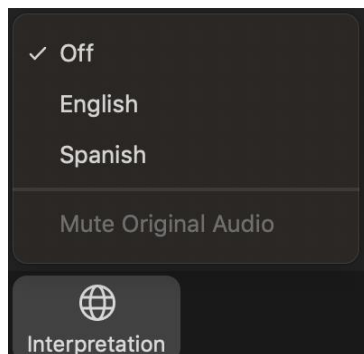 Off
English
Spanish
Mute Original Audio
Interpretation